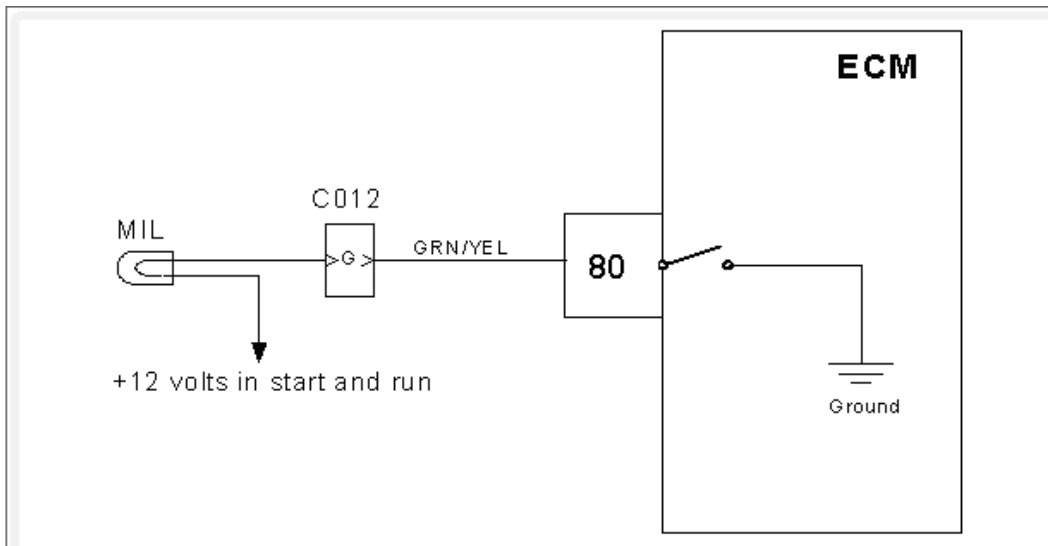 ECM
C012
MIL
>G>
GRN/YEL
80
+12 volts in start and run
Ground